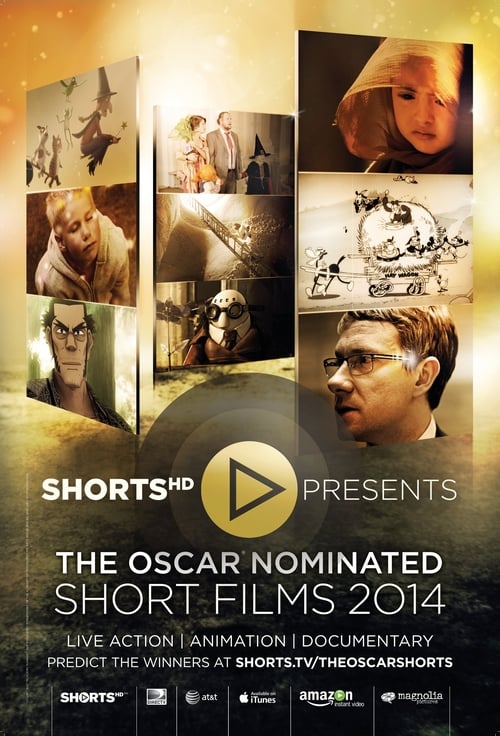 SHORTSHD PRESENTS
THE OSCAR® NOMINATED
SHORT FILMS 2014
LIVE ACTION | ANIMATION | DOCUMENTARY
PREDICT THE WINNERS AT SHORTS.TV/THEOSCARSHORTS
SHORTSHD DIRECTV at&t Available on iTunes amazon instant video magnolia pictures